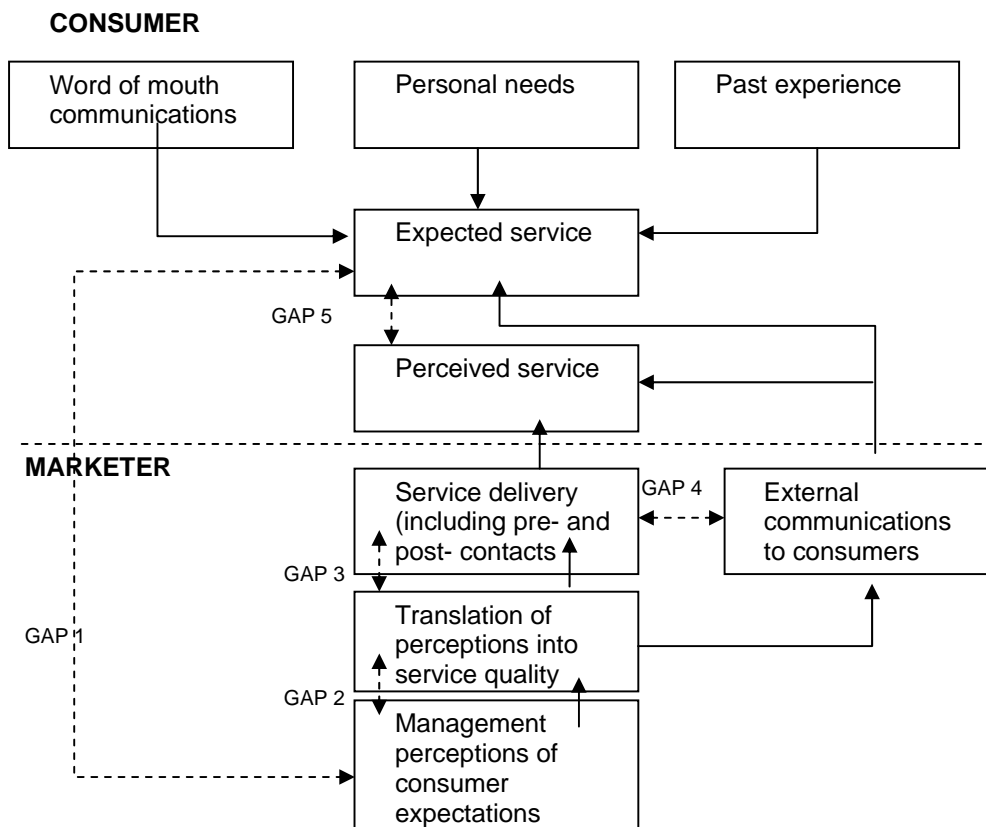 CONSUMER
Word of mouth
communications
Personal needs
Past experience
Expected service
GAP 5
Perceived service
MARKETER
Service delivery
(including pre- and
post- contacts
GAP 4
External
communications
to consumers
GAP 3
Translation of
perceptions into
service quality
GAP 1
GAP 2
Management
perceptions of
consumer
expectations